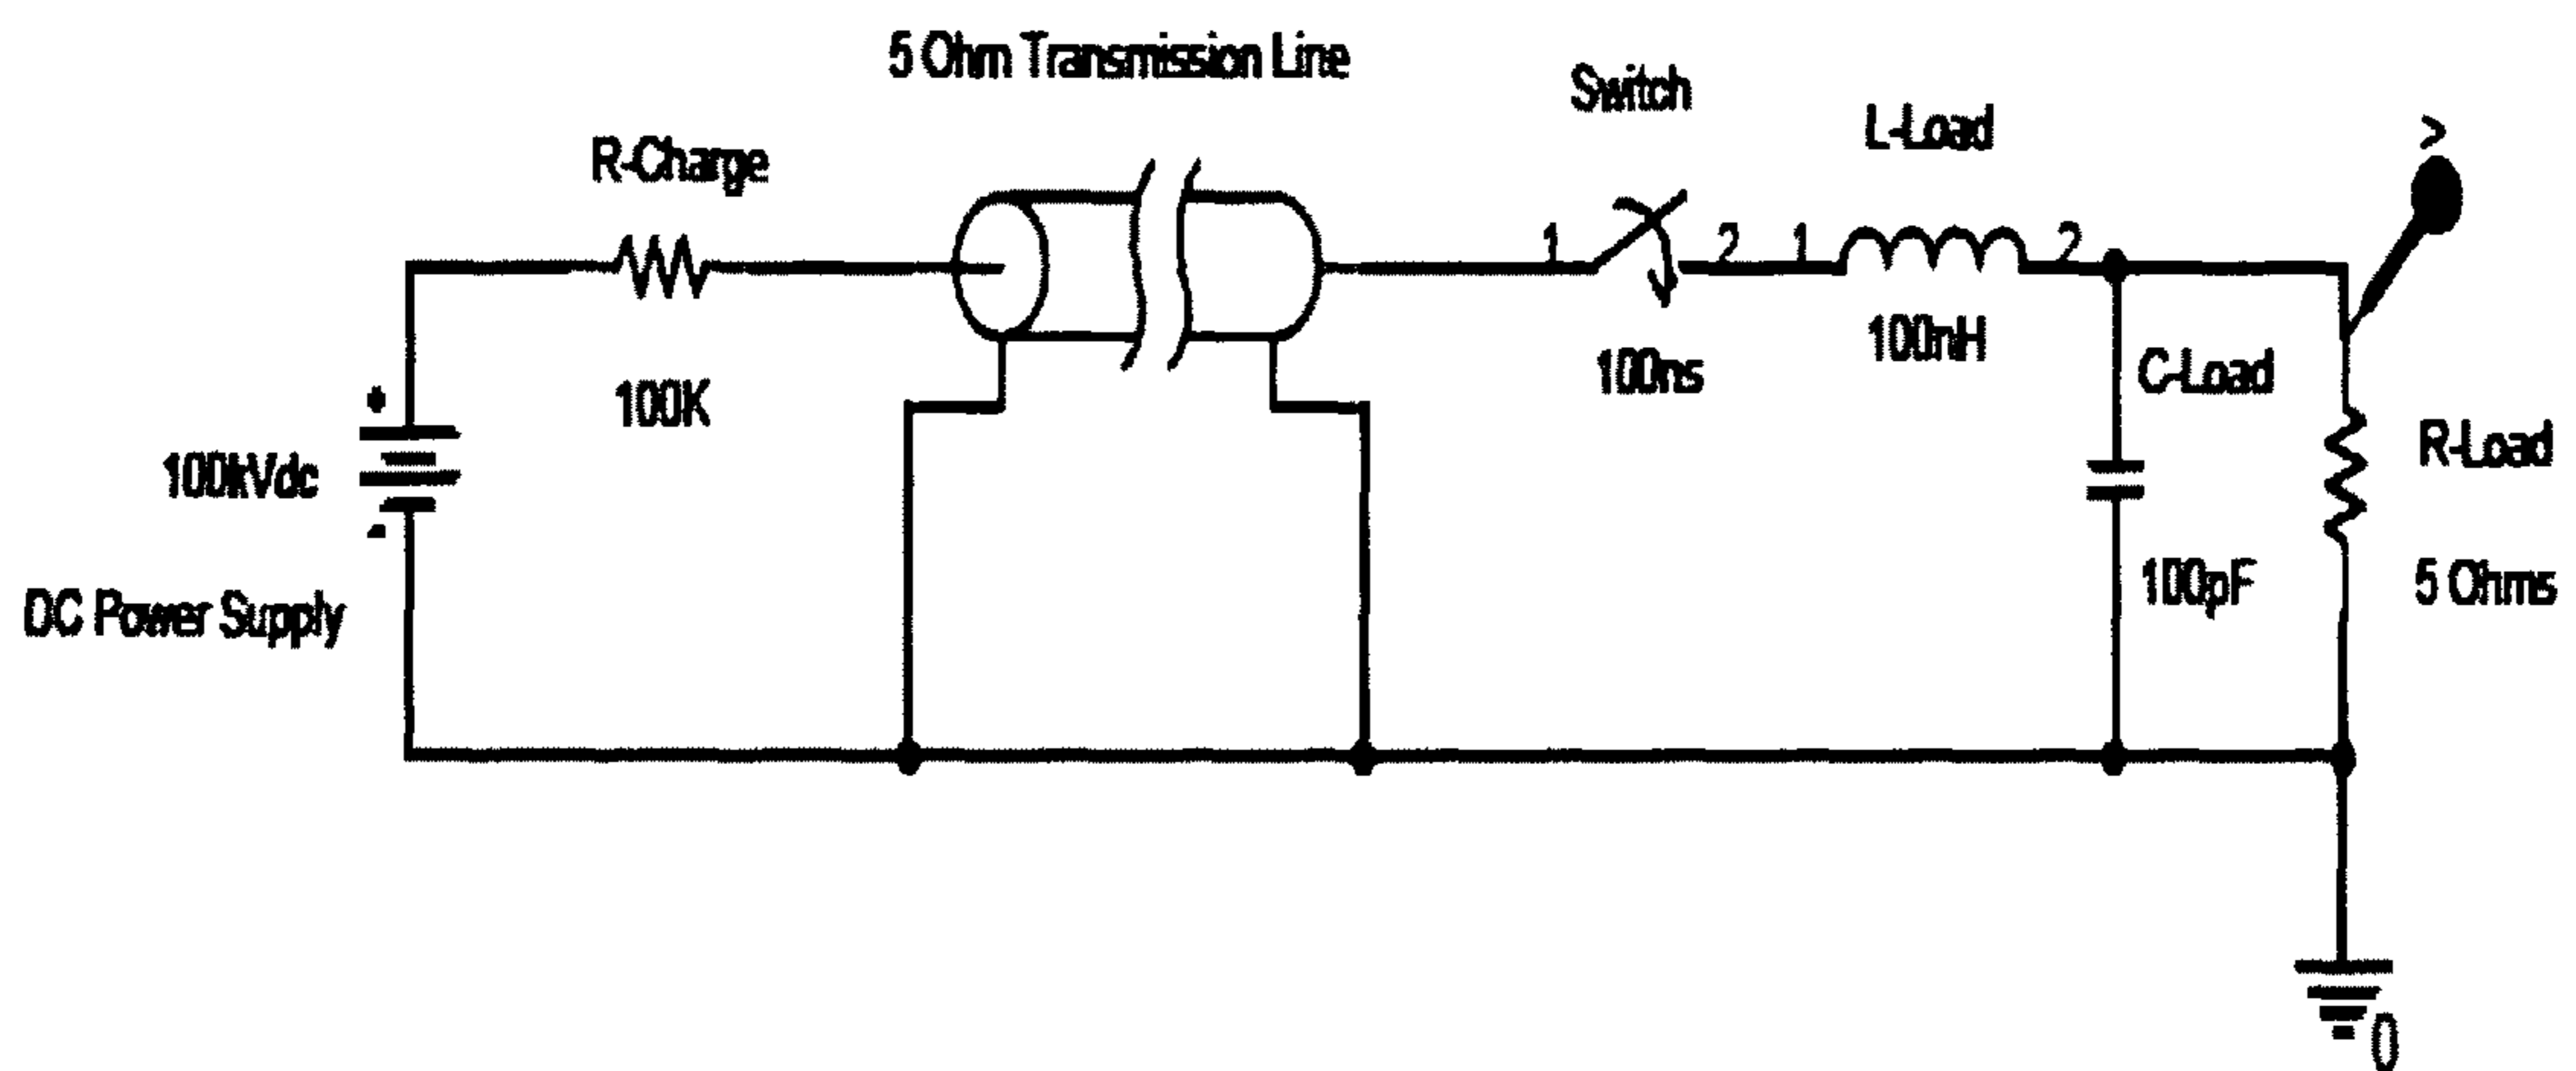 5 Ohm Transmission Line
Switch
L-Load
R-Charge
V
1
2
1
2
100K
100ns
100nH
C-Load
R-Load
+
100kVdc
-
DC Power Supply
100pF
5 Ohms
0